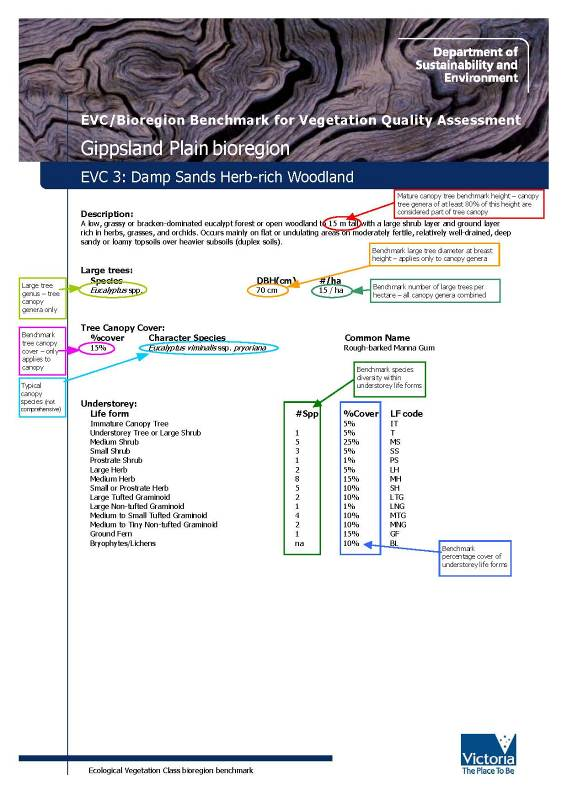 Department of
Sustainability and
Environment
EVC/Bioregion Benchmark for Vegetation Quality Assessment
Gippsland Plain bioregion
EVC 3: Damp Sands Herb-rich Woodland
Mature canopy tree benchmark height – canopy
tree genera of at least 80% of this height are
considered part of tree canopy
Description:
A low, grassy or bracken-dominated eucalypt forest or open woodland to 15 m tall with a large shrub layer and ground layer
rich in herbs, grasses, and orchids. Occurs mainly on flat or undulating areas on moderately fertile, relatively well-drained, deep
sandy or loamy topsoils over heavier subsoils (duplex soils).
Benchmark large tree diameter at breast
height – applies only to canopy genera
Large trees:
Species DBH(cm) #/ha
Eucalyptus spp. 70 cm 15 / ha
Large tree
genus – tree
canopy
genera only
Benchmark number of large trees per
hectare – all canopy genera combined
Tree Canopy Cover:
%cover Character Species Common Name
15% Eucalyptus viminalis ssp. pryoriana Rough-barked Manna Gum
Benchmark
tree canopy
cover – only
applies to
canopy
Typical
canopy
species (not
comprehensive)
Benchmark species
diversity within
understorey life forms
Understorey:
Life form #Spp %Cover LF code
Immature Canopy Tree 5% IT
Understorey Tree or Large Shrub 1 5% T
Medium Shrub 5 25% MS
Small Shrub 3 5% SS
Prostrate Shrub 1 1% PS
Large Herb 2 5% LH
Medium Herb 8 15% MH
Small or Prostrate Herb 5 10% SH
Large Tufted Graminoid 2 10% LTG
Large Non-tufted Graminoid 1 1% LNG
Medium to Small Tufted Graminoid 4 10% MTG
Medium to Tiny Non-tufted Graminoid 2 10% MNG
Ground Fern 1 15% GF
Bryophytes/Lichens na 10% BL
Benchmark
percentage cover of
understorey life forms
Victoria
The Place To Be
Ecological Vegetation Class bioregion benchmark